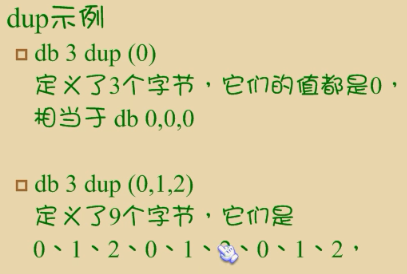 dup示例
db 3 dup (0)
定义了3个字节，它们的值都是0，
相当于 db 0,0,0
db 3 dup (0,1,2)
定义了9个字节，它们是
0、1、2、0、1、2、0、1、2，